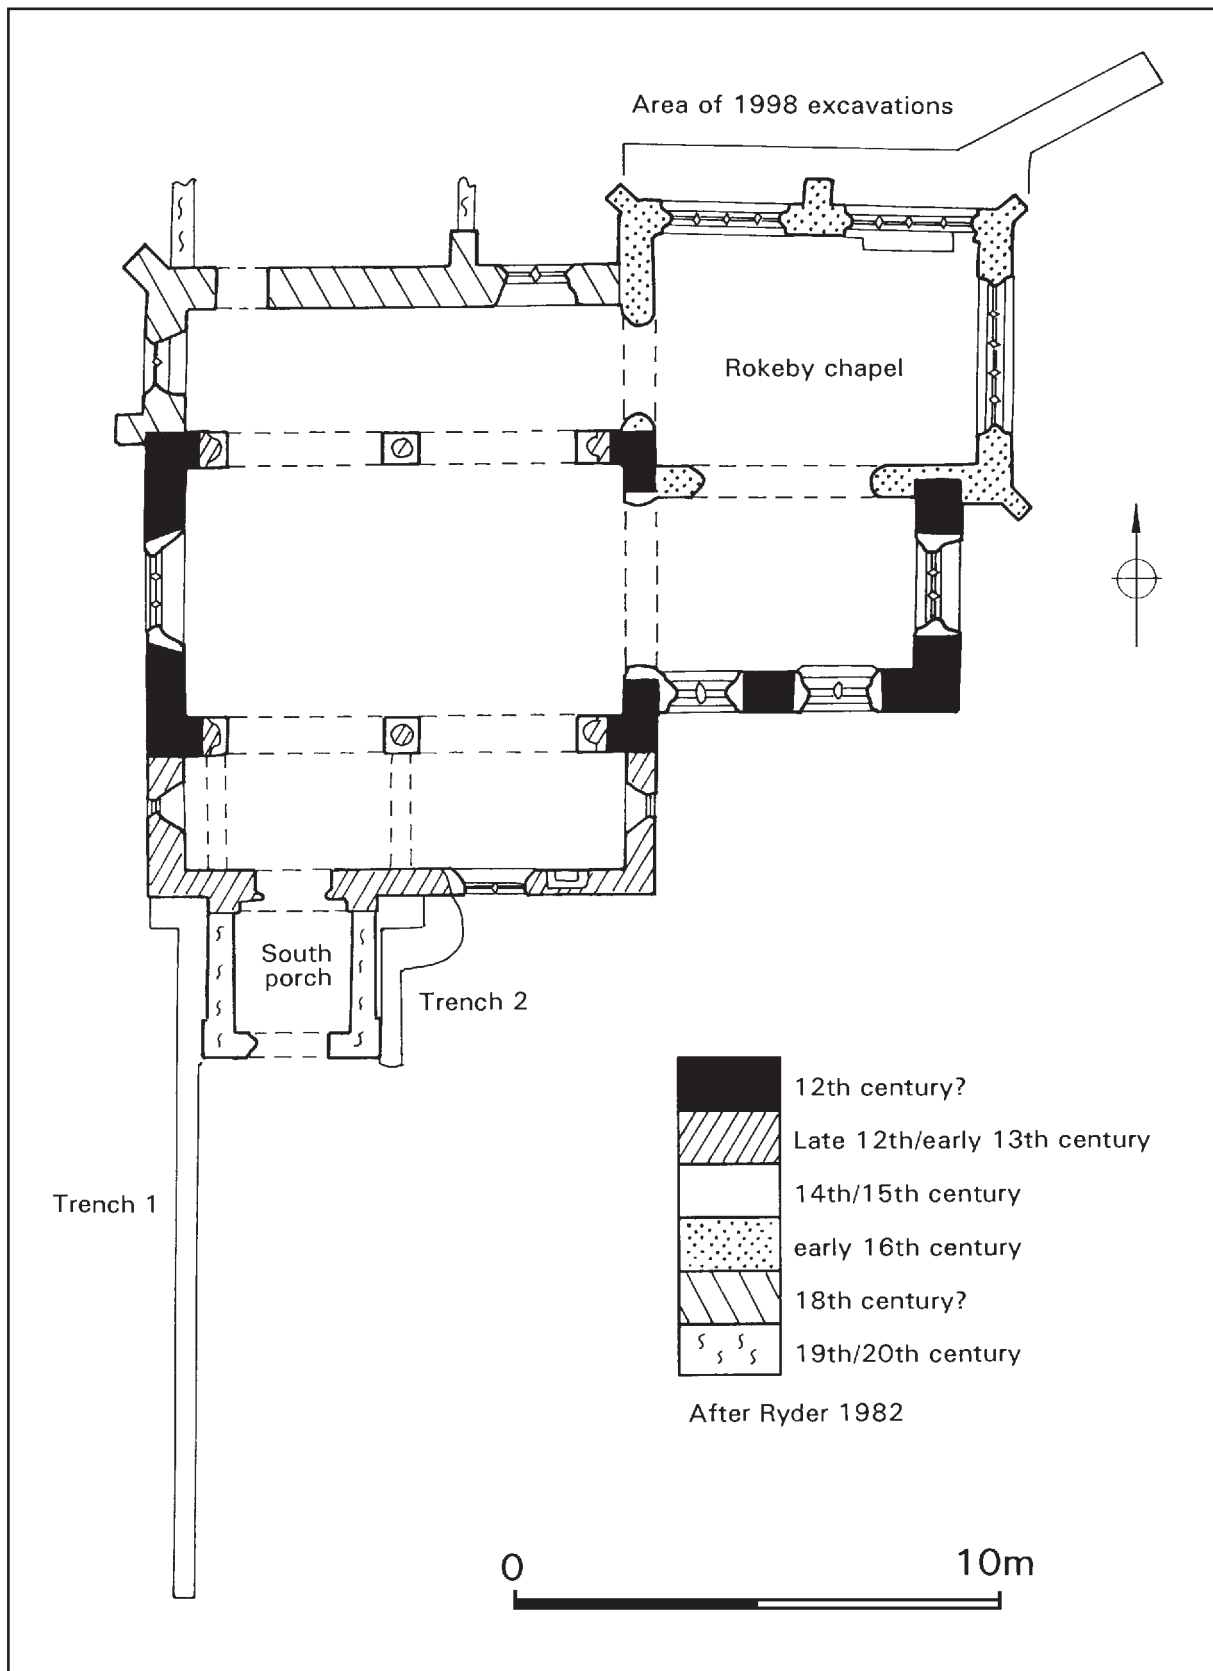 Area of 1998 excavations
Rokeby chapel
South
porch
Trench 2
Trench 1
12th century?
Late 12th/early 13th century
14th/15th century
early 16th century
18th century?
19th/20th century
After Ryder 1982
0
10m